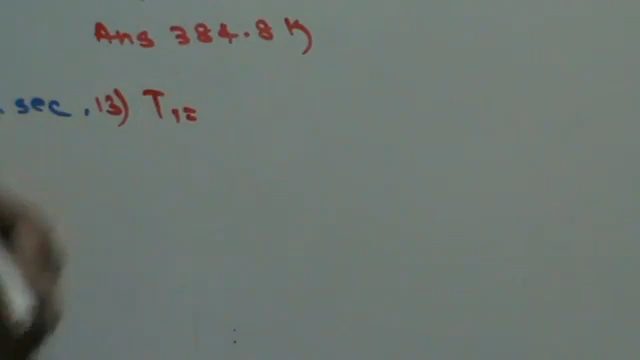 Ans 384.8 K
. sec . 13) T1=